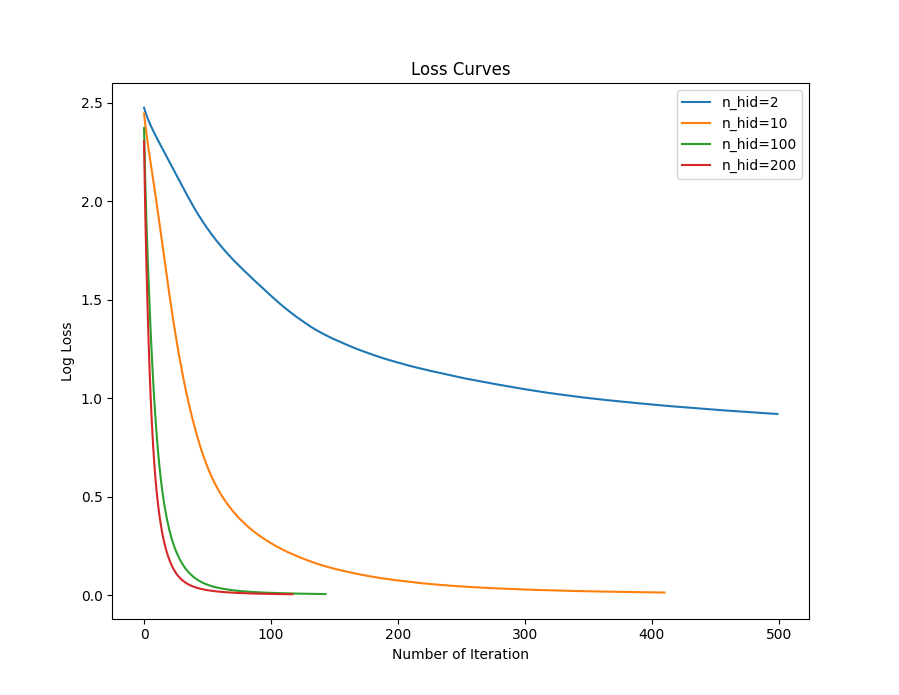 Loss Curves
n_hid=2
n_hid=10
n_hid=100
n_hid=200
2.5
2.0
1.5
1.0
0.5
0.0
Log Loss
0 100 200 300 400 500
Number of Iteration